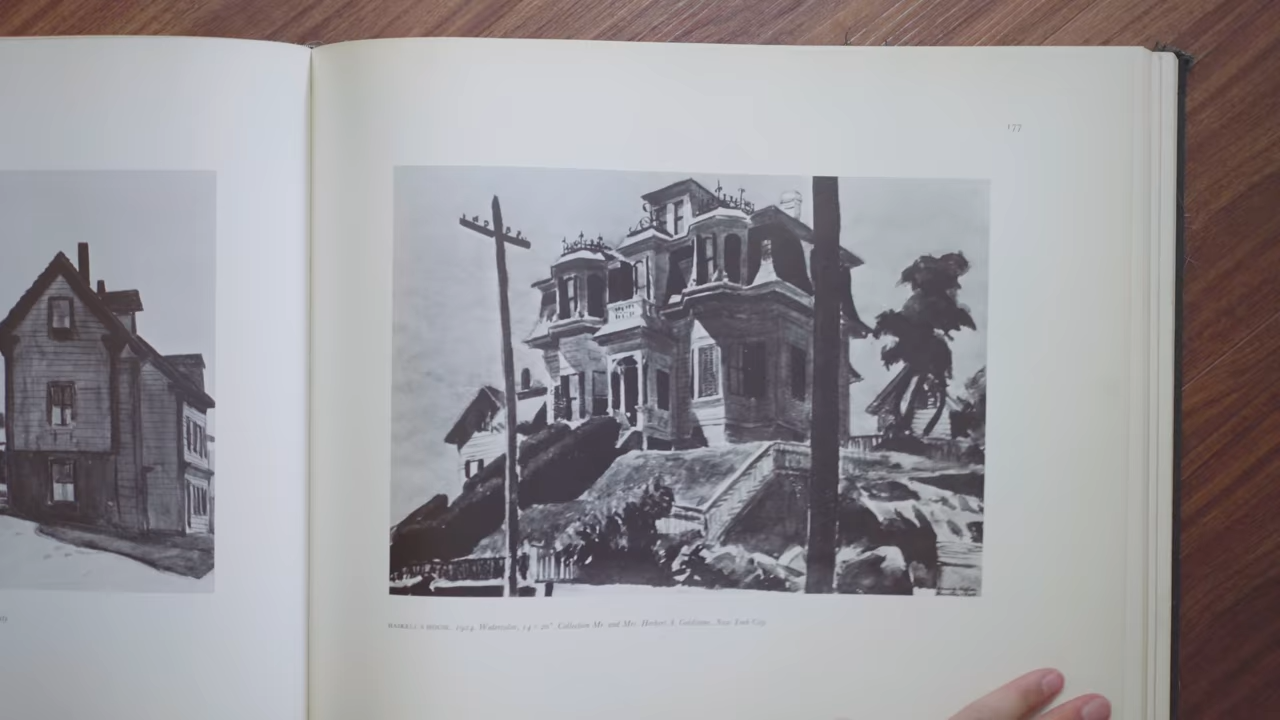 177
HASKELL'S HOUSE. 1924. Watercolor, 14 × 20". Collection Mr. and Mrs. Herbert A. Goldstone, New York City